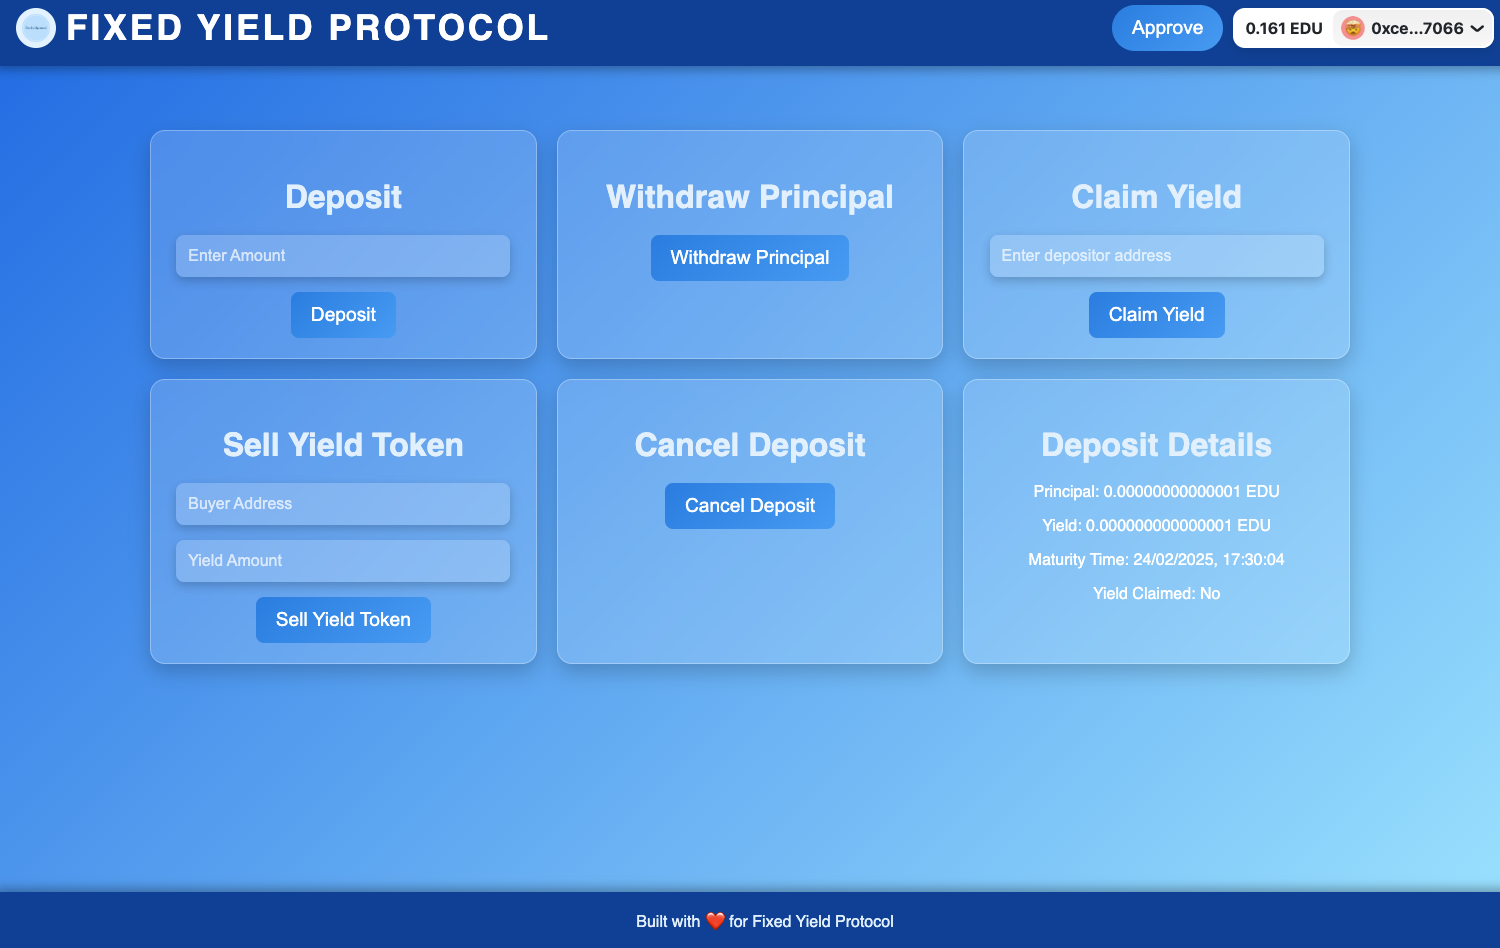 FIXED YIELD PROTOCOL
Approve
0.161 EDU
0xce...7066
Deposit
Enter Amount
Deposit
Withdraw Principal
Withdraw Principal
Claim Yield
Enter depositor address
Claim Yield
Sell Yield Token
Buyer Address
Yield Amount
Sell Yield Token
Cancel Deposit
Cancel Deposit
Deposit Details
Principal: 0.00000000000001 EDU
Yield: 0.000000000000001 EDU
Maturity Time: 24/02/2025, 17:30:04
Yield Claimed: No
Built with ❤️ for Fixed Yield Protocol